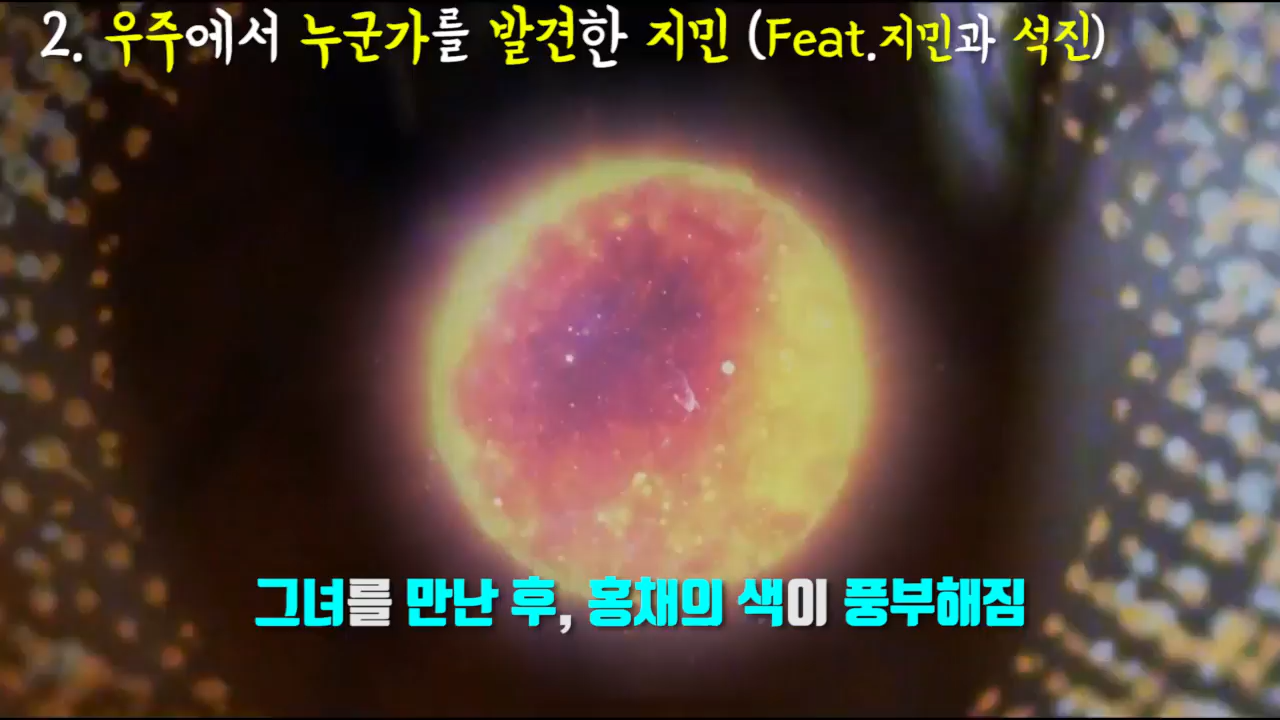 2. 우주에서 누군가를 발견한 지민 (Feat.지민과 석진)
그녀를 만난 후, 홍채의 색이 풍부해짐